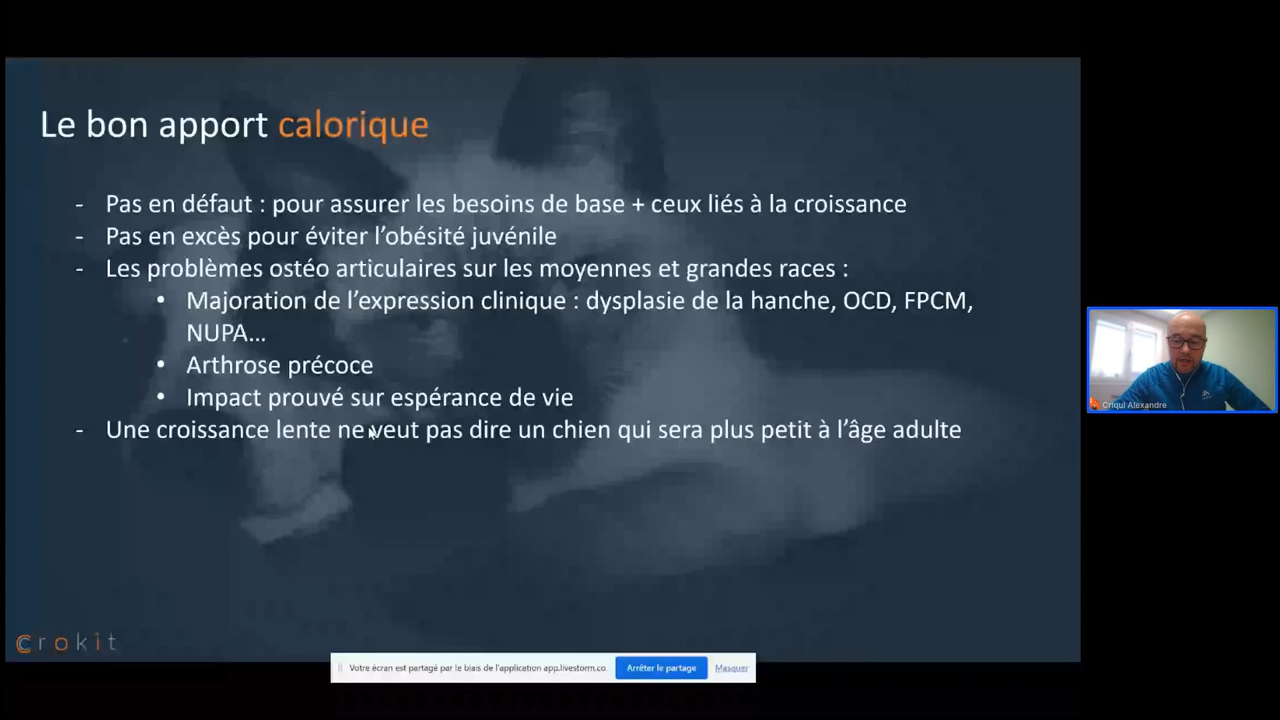 Le bon apport calorique
- Pas en défaut : pour assurer les besoins de base + ceux liés à la croissance
- Pas en excès pour éviter l’obésité juvénile
- Les problèmes ostéo articulaires sur les moyennes et grandes races :
• Majoration de l’expression clinique : dysplasie de la hanche, OCD, FPCM,
NUPA…
• Arthrose précoce
• Impact prouvé sur espérance de vie
- Une croissance lente ne veut pas dire un chien qui sera plus petit à l’âge adulte
Criqui Alexandre
crokit
Votre écran est partagé par le biais de l'application app.livestorm.co.
Arrêter le partage
Masquer